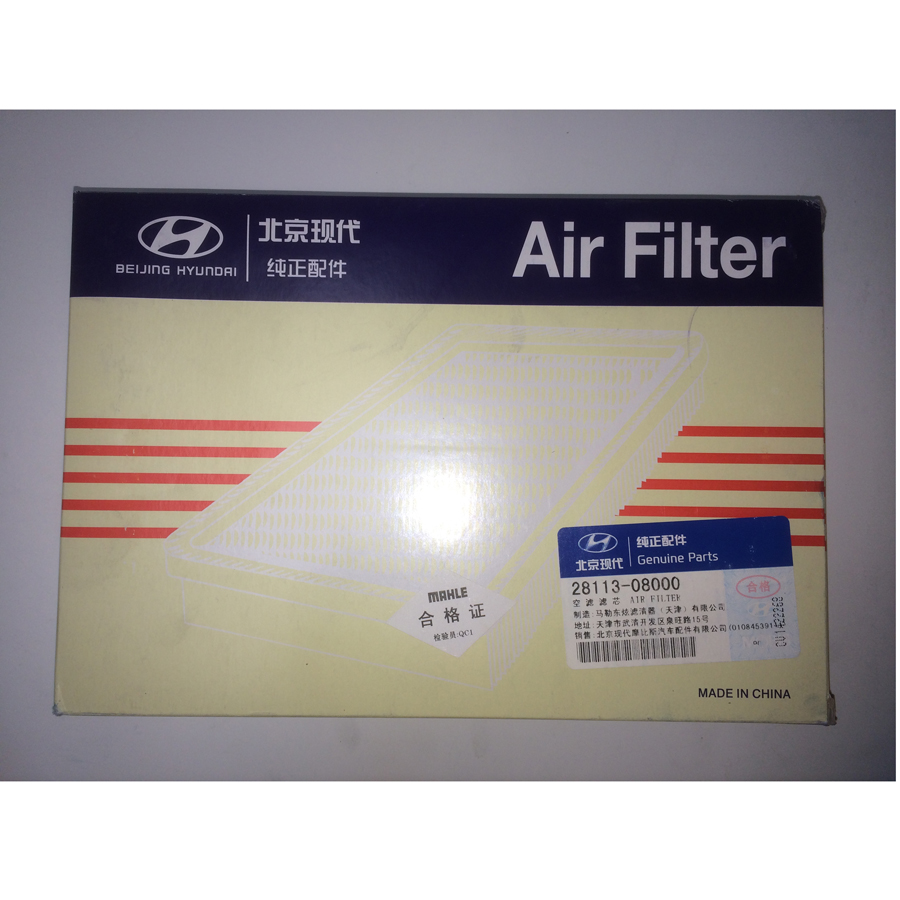 BEIJING HYUNDAI
北京现代
纯正配件
Air Filter
MAHLE
合格证
检验员:QC1
北京现代
纯正配件
Genuine Parts
28113-08000
合格
空滤滤芯 AIR FILTER
制造:马勒东炫滤清器(天津)有限公司
地址:天津市武清开发区泉旺路15号
销售:北京现代摩比斯汽车配件有限公司
MADE IN CHINA